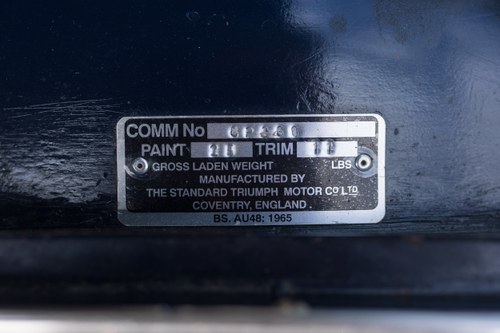 COMM No
PAINT TRIM
GROSS LADEN WEIGHT LBS
MANUFACTURED BY
THE STANDARD TRIUMPH MOTOR Co LTD
COVENTRY, ENGLAND.
BS. AU48: 1965